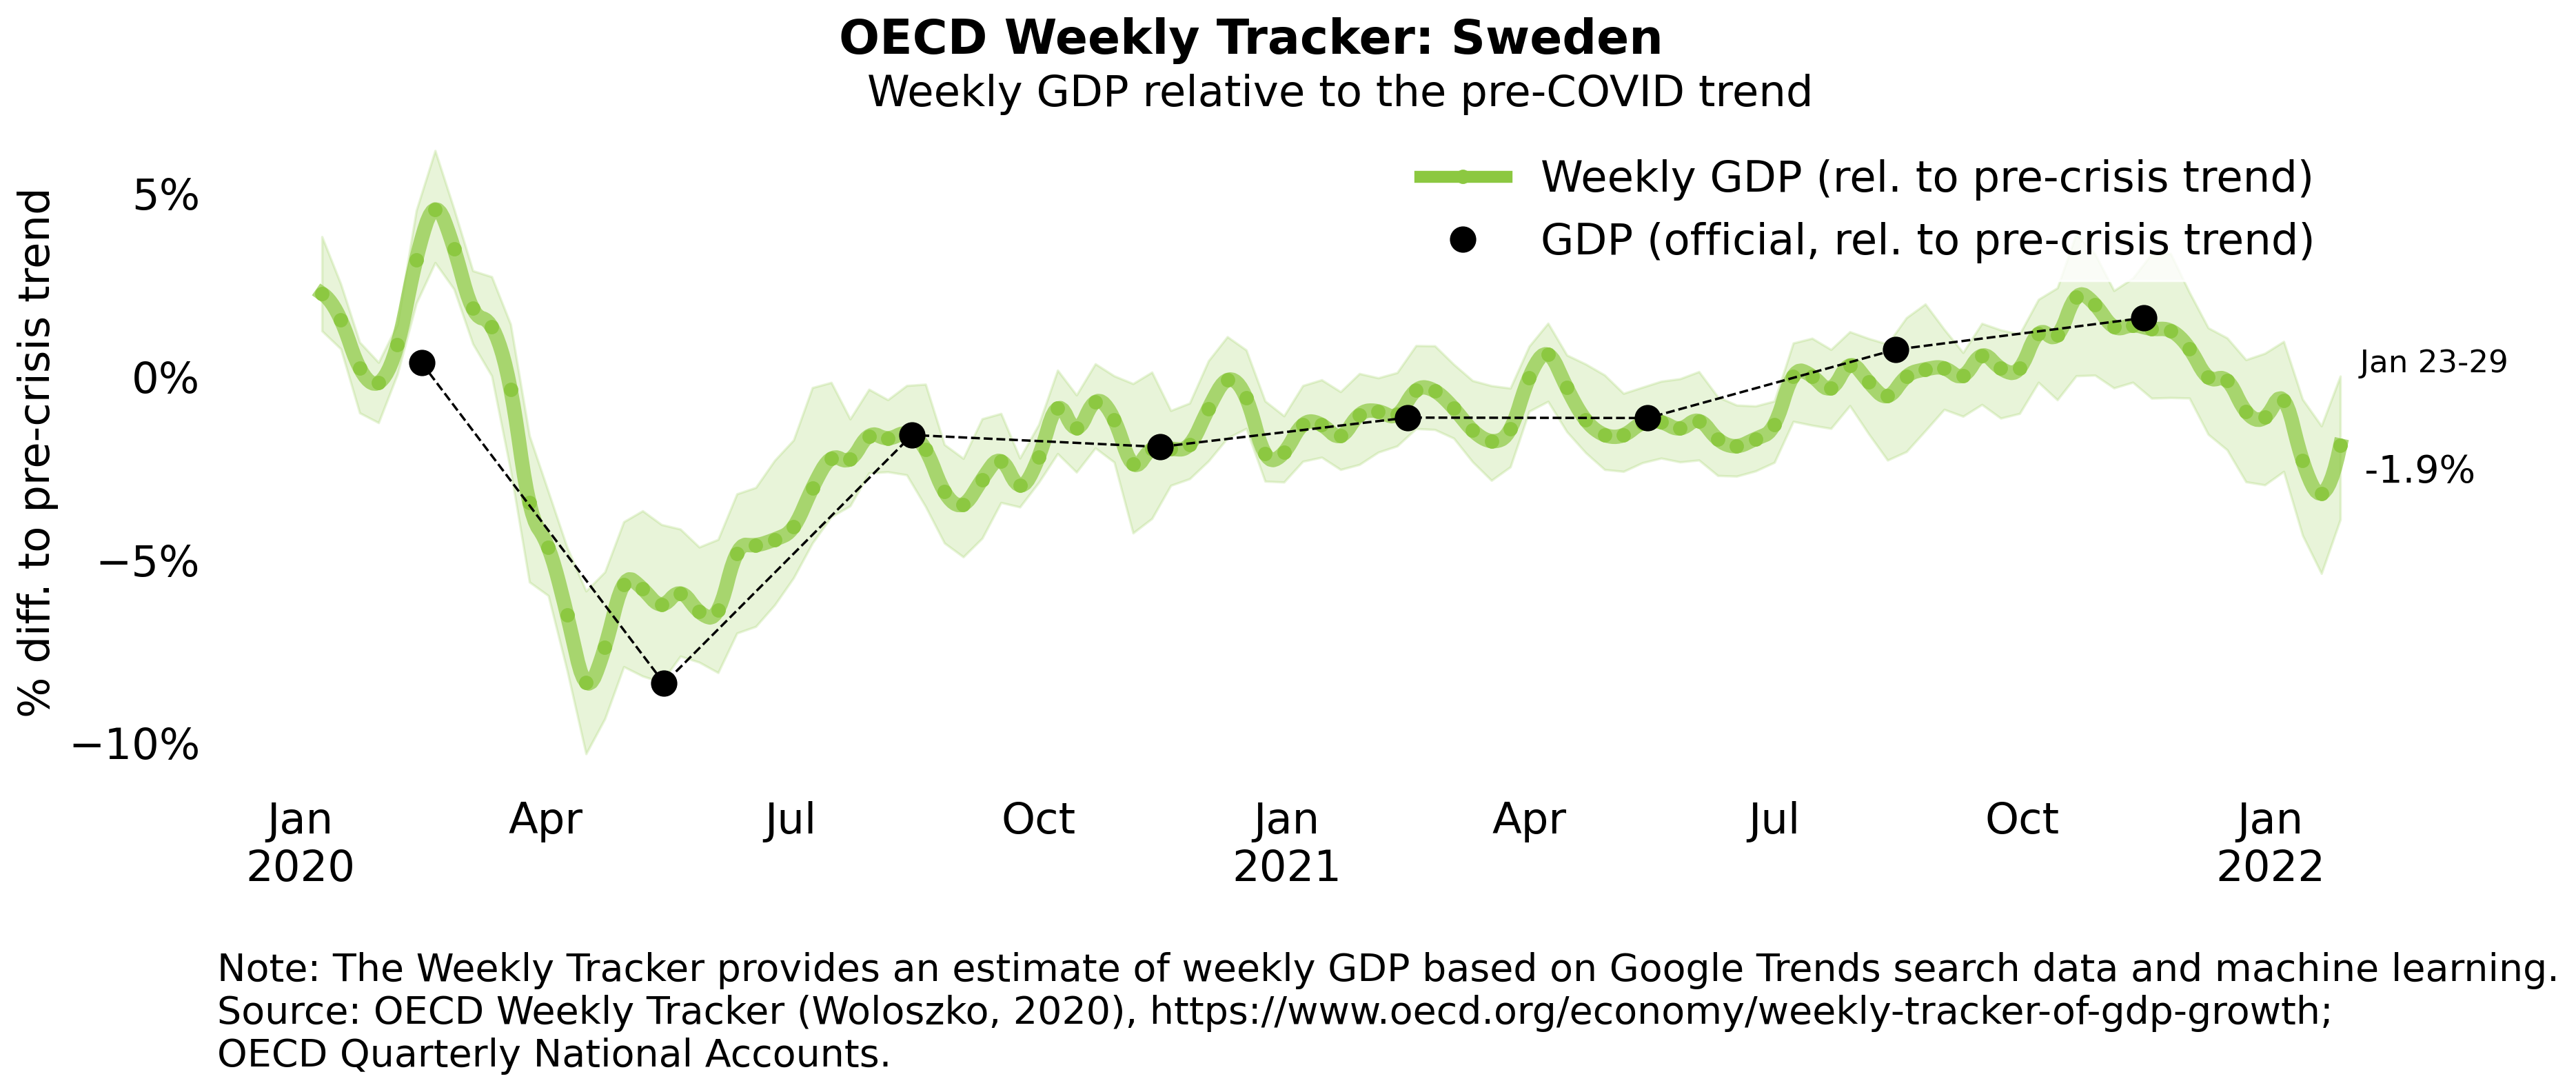 OECD Weekly Tracker: Sweden
Weekly GDP relative to the pre-COVID trend
Weekly GDP (rel. to pre-crisis trend)
GDP (official, rel. to pre-crisis trend)
% diff. to pre-crisis trend
5%
0%
−5%
−10%
Jan 23-29
-1.9%
Jan Apr Jul Oct Jan Apr Jul Oct Jan
2020 2021 2022
Note: The Weekly Tracker provides an estimate of weekly GDP based on Google Trends search data and machine learning.
Source: OECD Weekly Tracker (Woloszko, 2020), https://www.oecd.org/economy/weekly-tracker-of-gdp-growth;
OECD Quarterly National Accounts.